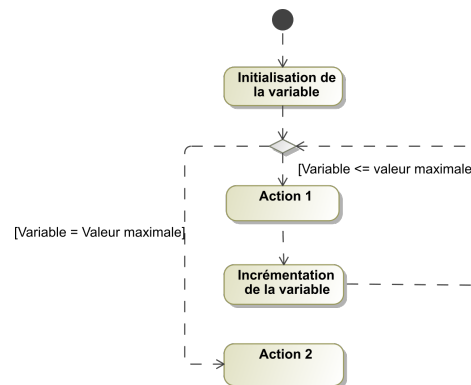 Initialisation de
la variable
[Variable <= valeur maximale
Action 1
[Variable = Valeur maximale]
Incrémentation
de la variable
Action 2